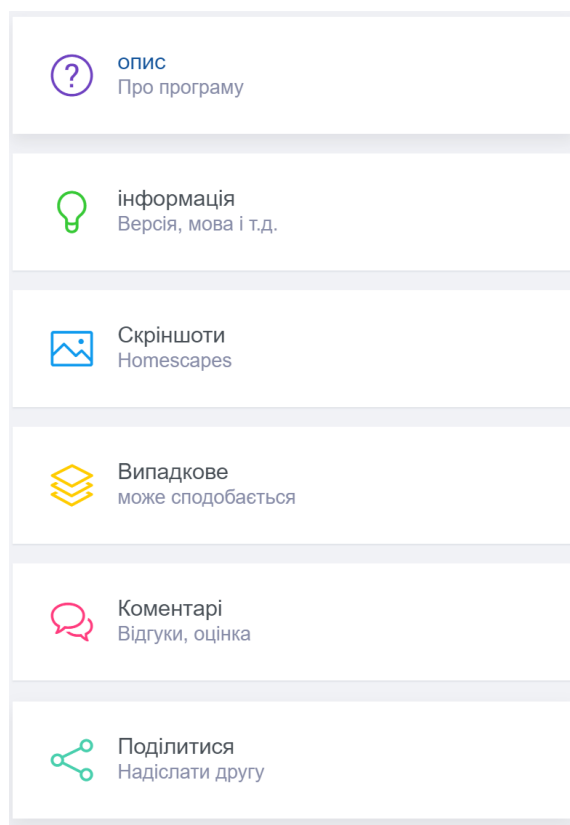 опис
Про програму
інформація
Версія, мова і т.д.
Скріншоти
Homescapes
Випадкове
може сподобається
Коментарі
Відгуки, оцінка
Поділитися
Надіслати другу